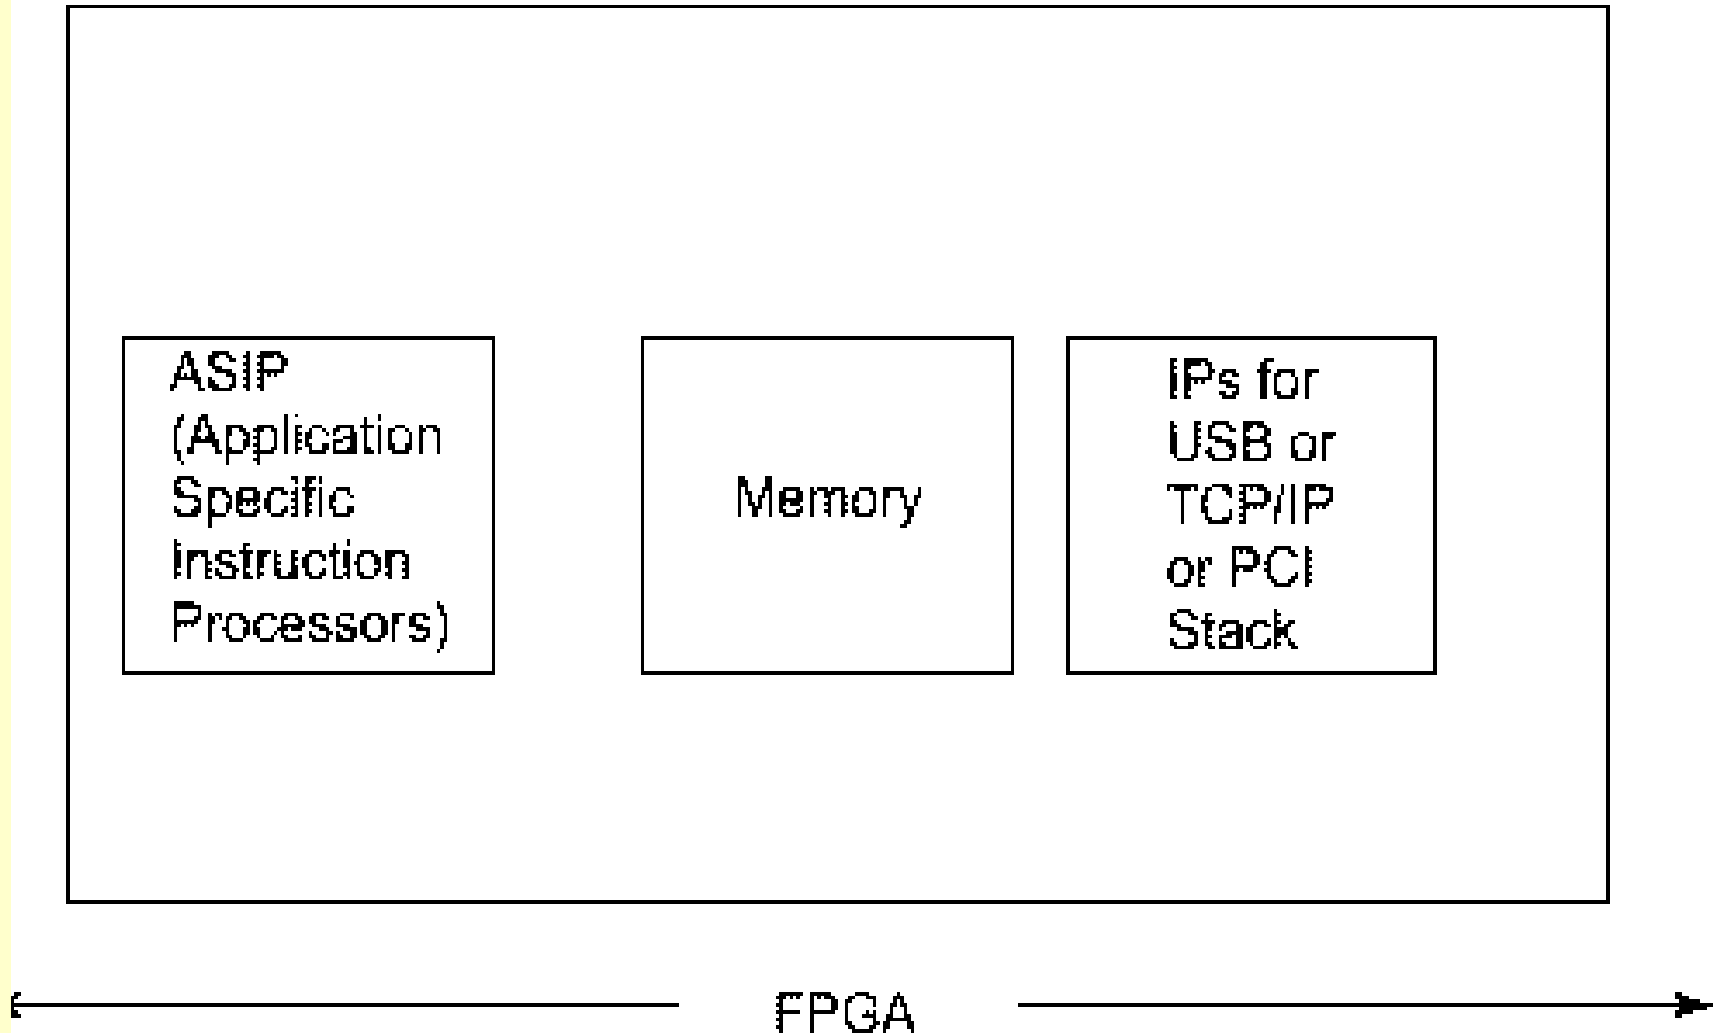 ASIP
(Application
Specific
Instruction
Processors)
Memory
IPs for
USB or
TCP/IP
or PCI
Stack
FPGA